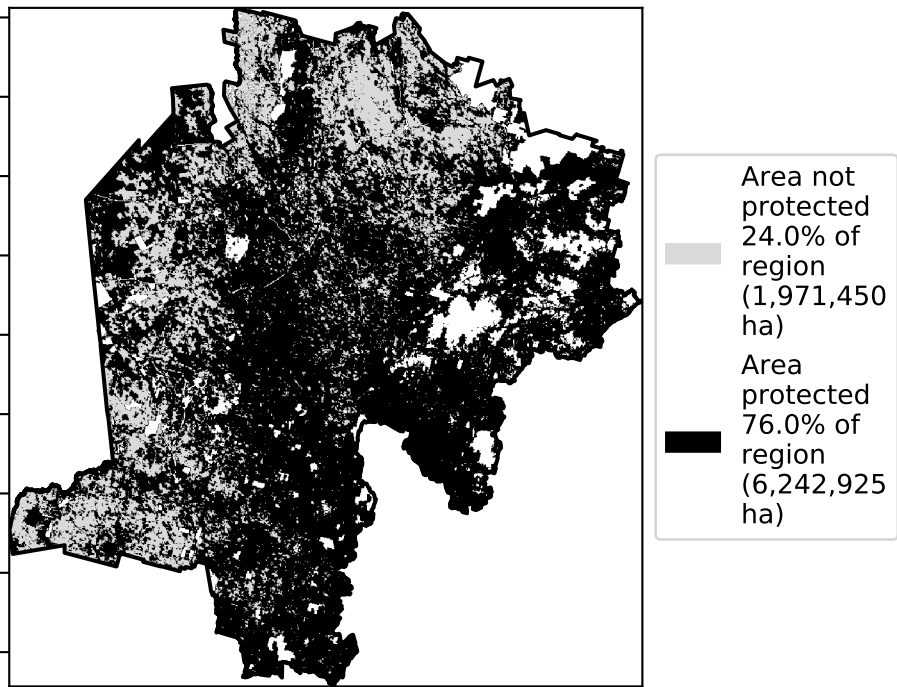 Area not
protected
24.0% of
region
(1,971,450
ha)
Area
protected
76.0% of
region
(6,242,925
ha)